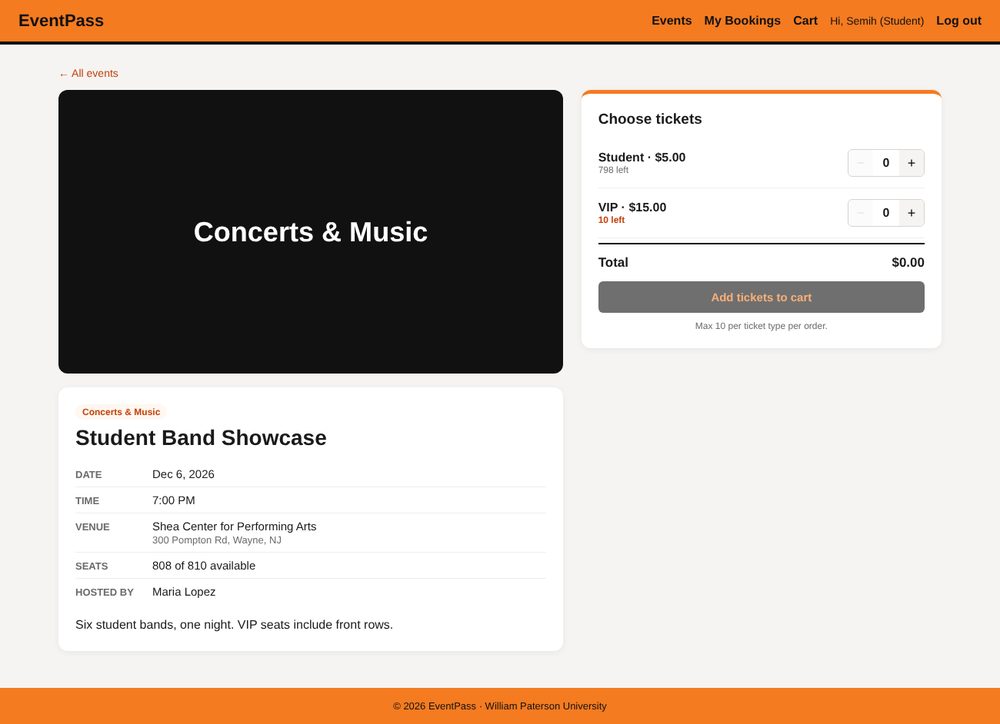 EventPass
Events My Bookings Cart Hi, Semih (Student) Log out
← All events
Concerts & Music
Choose tickets
Student · $5.00
798 left
− 0 +
VIP · $15.00
10 left
− 0 +
Total $0.00
Add tickets to cart
Max 10 per ticket type per order.
Concerts & Music
Student Band Showcase
DATE Dec 6, 2026
TIME 7:00 PM
VENUE Shea Center for Performing Arts
300 Pompton Rd, Wayne, NJ
SEATS 808 of 810 available
HOSTED BY Maria Lopez
Six student bands, one night. VIP seats include front rows.
© 2026 EventPass · William Paterson University